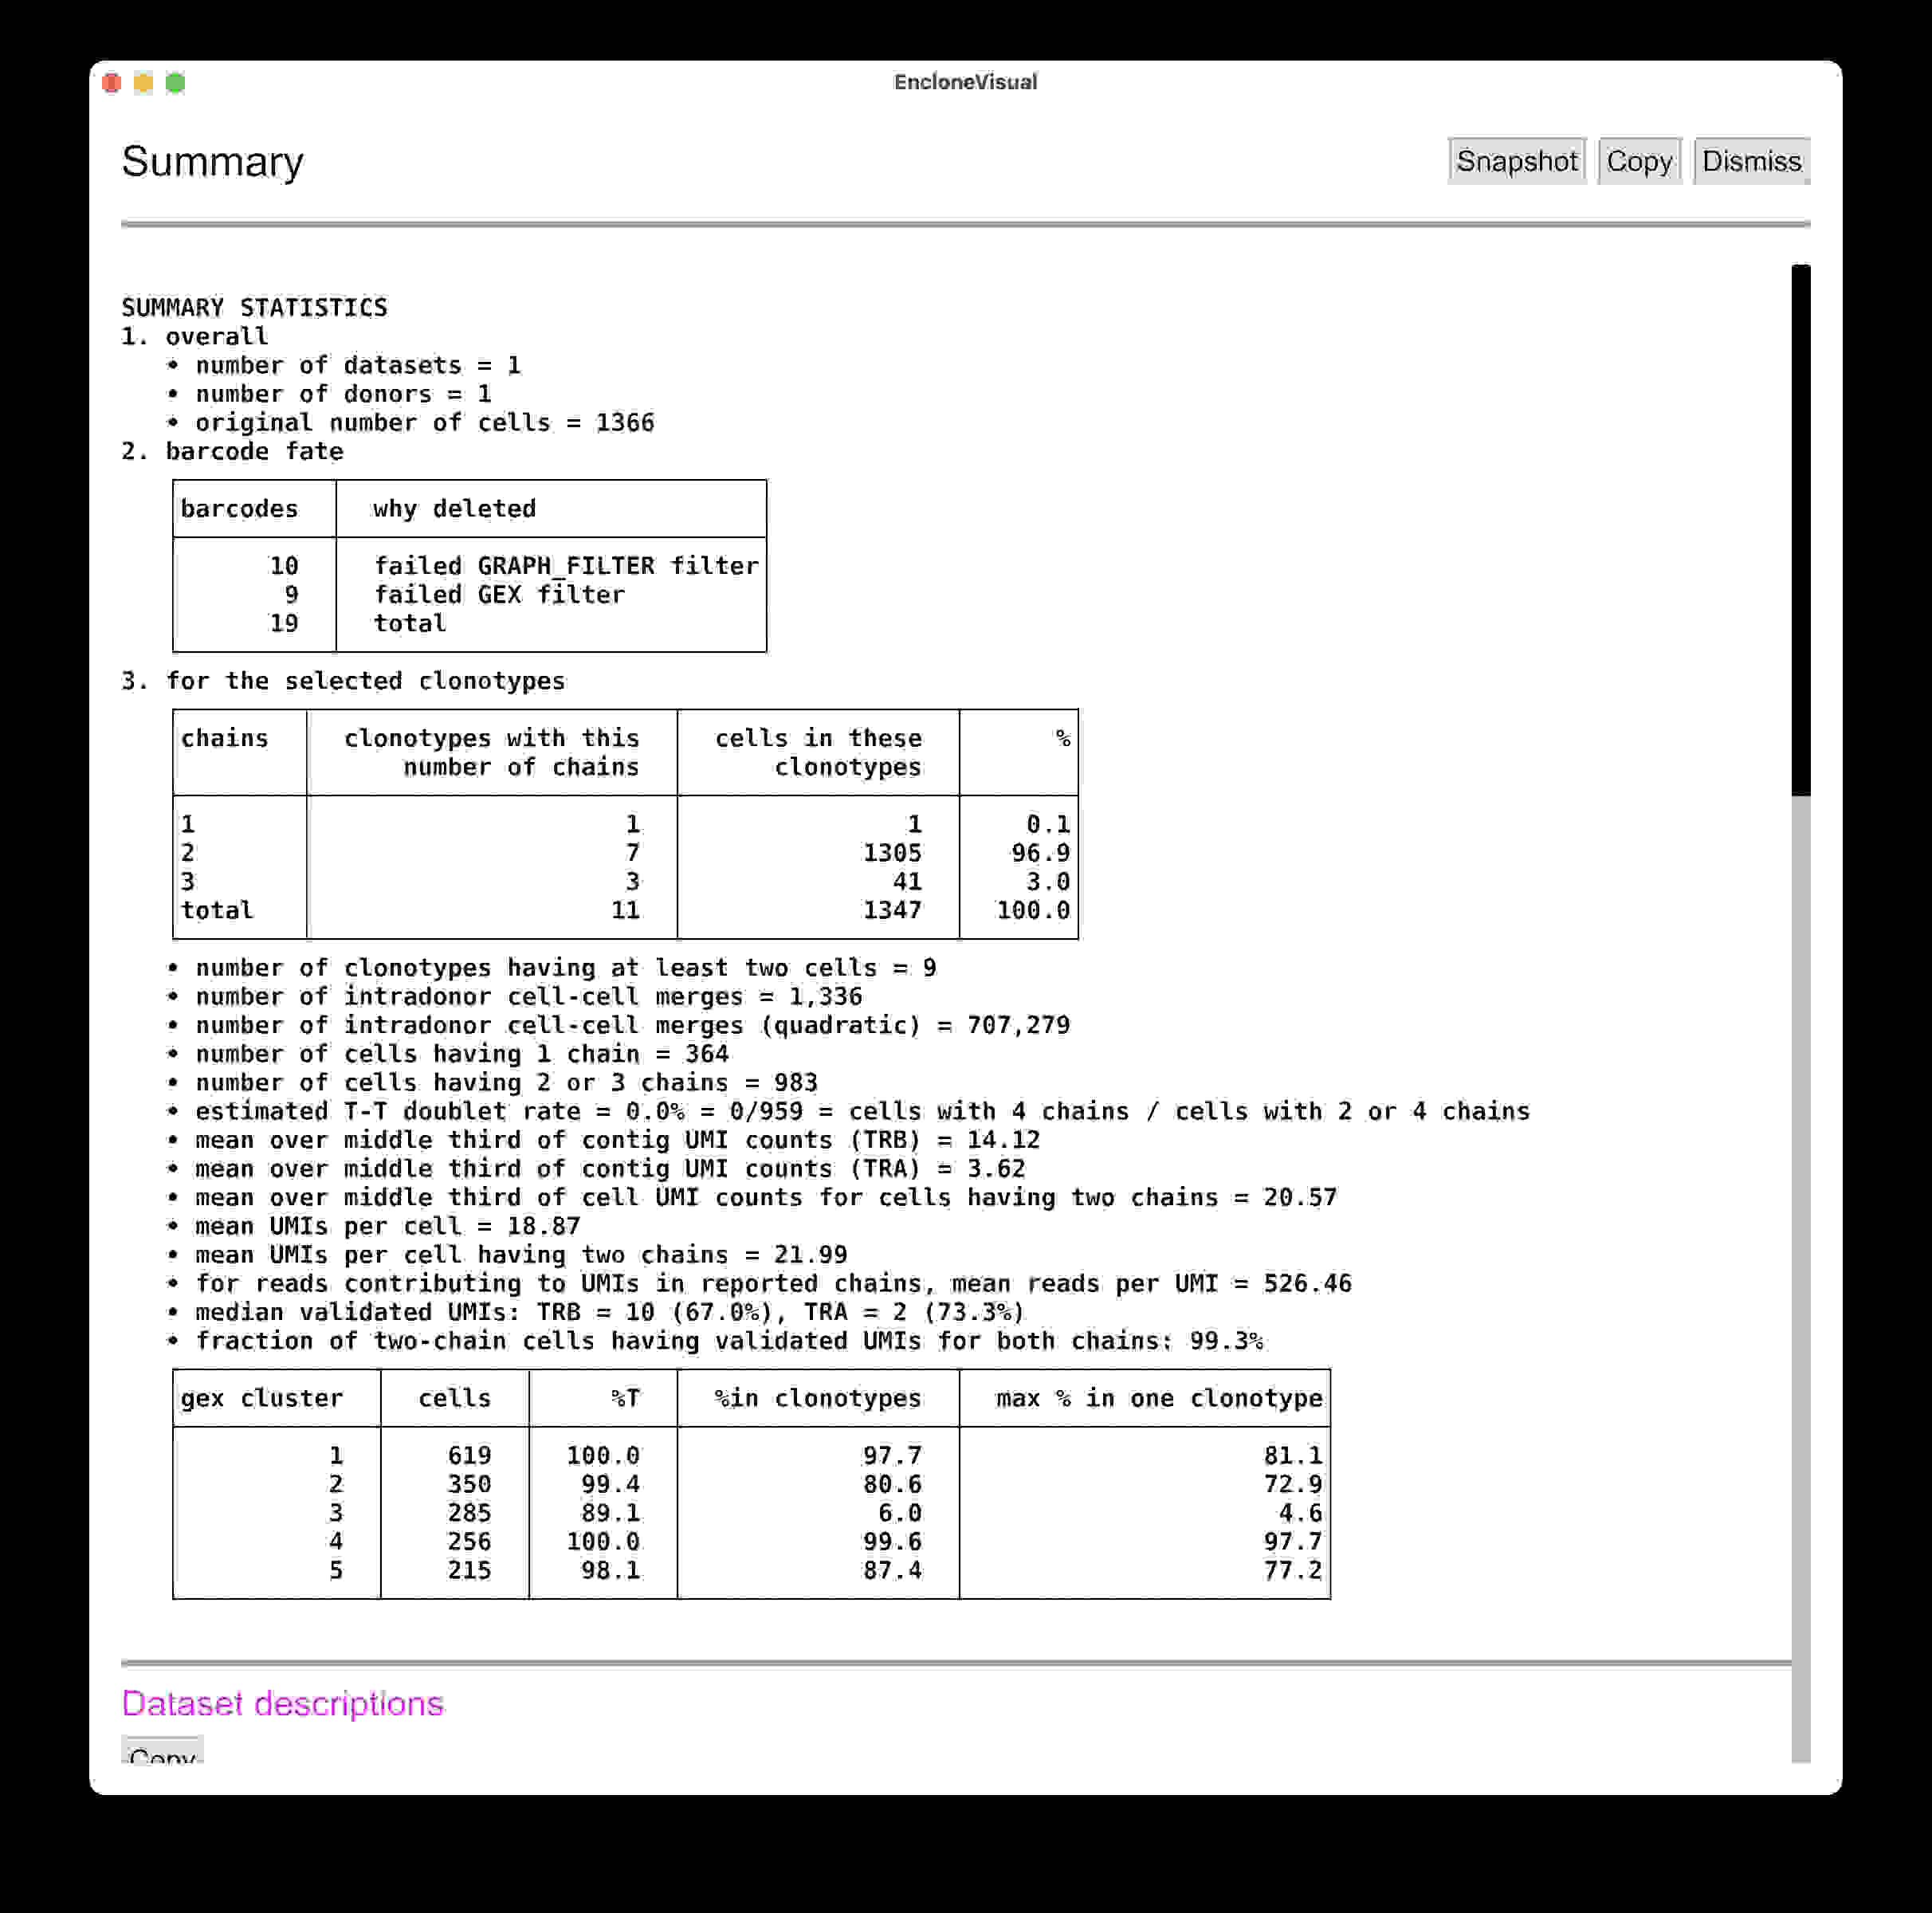 EncloneVisual
Summary
Snapshot Copy Dismiss
SUMMARY STATISTICS
1. overall
• number of datasets = 1
• number of donors = 1
• original number of cells = 1366
2. barcode fate
barcodes why deleted
10 failed GRAPH_FILTER filter
9 failed GEX filter
19 total
3. for the selected clonotypes
chains clonotypes with this cells in these %
number of chains clonotypes
1 1 1 0.1
2 7 1305 96.9
3 3 41 3.0
total 11 1347 100.0
• number of clonotypes having at least two cells = 9
• number of intradonor cell-cell merges = 1,336
• number of intradonor cell-cell merges (quadratic) = 707,279
• number of cells having 1 chain = 364
• number of cells having 2 or 3 chains = 983
• estimated T-T doublet rate = 0.0% = 0/959 = cells with 4 chains / cells with 2 or 4 chains
• mean over middle third of contig UMI counts (TRB) = 14.12
• mean over middle third of contig UMI counts (TRA) = 3.62
• mean over middle third of cell UMI counts for cells having two chains = 20.57
• mean UMIs per cell = 18.87
• mean UMIs per cell having two chains = 21.99
• for reads contributing to UMIs in reported chains, mean reads per UMI = 526.46
• median validated UMIs: TRB = 10 (67.0%), TRA = 2 (73.3%)
• fraction of two-chain cells having validated UMIs for both chains: 99.3%
gex cluster cells %T %in clonotypes max % in one clonotype
1 619 100.0 97.7 81.1
2 350 99.4 80.6 72.9
3 285 89.1 6.0 4.6
4 256 100.0 99.6 97.7
5 215 98.1 87.4 77.2
Dataset descriptions
Copy